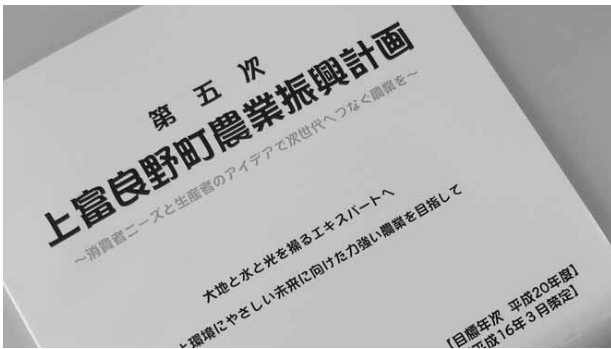 第五次
上富良野町農業振興計画
～消費者ニーズと生産者のアイデアで次世代へつなぐ農業を～
大地と水と光を操るエキスパートへ
と環境にやさしい未来に向けた力強い農業を目指して
【目標年次 平成20年度】
平成16年3月策定】